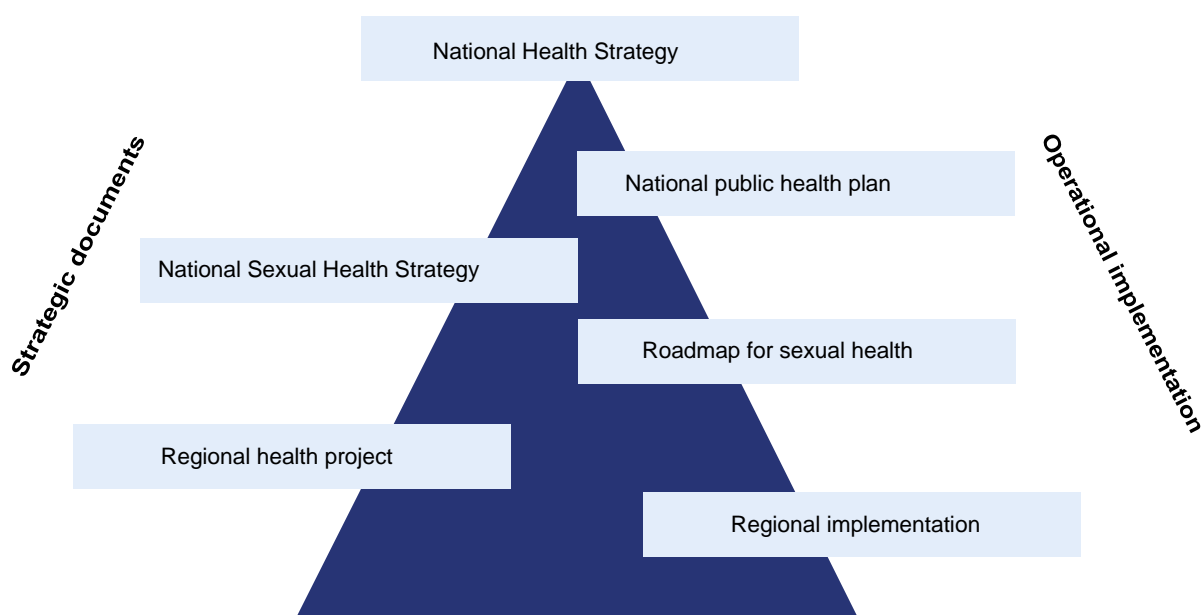 National Health Strategy
Strategic documents
Operational implementation
National public health plan
National Sexual Health Strategy
Roadmap for sexual health
Regional health project
Regional implementation